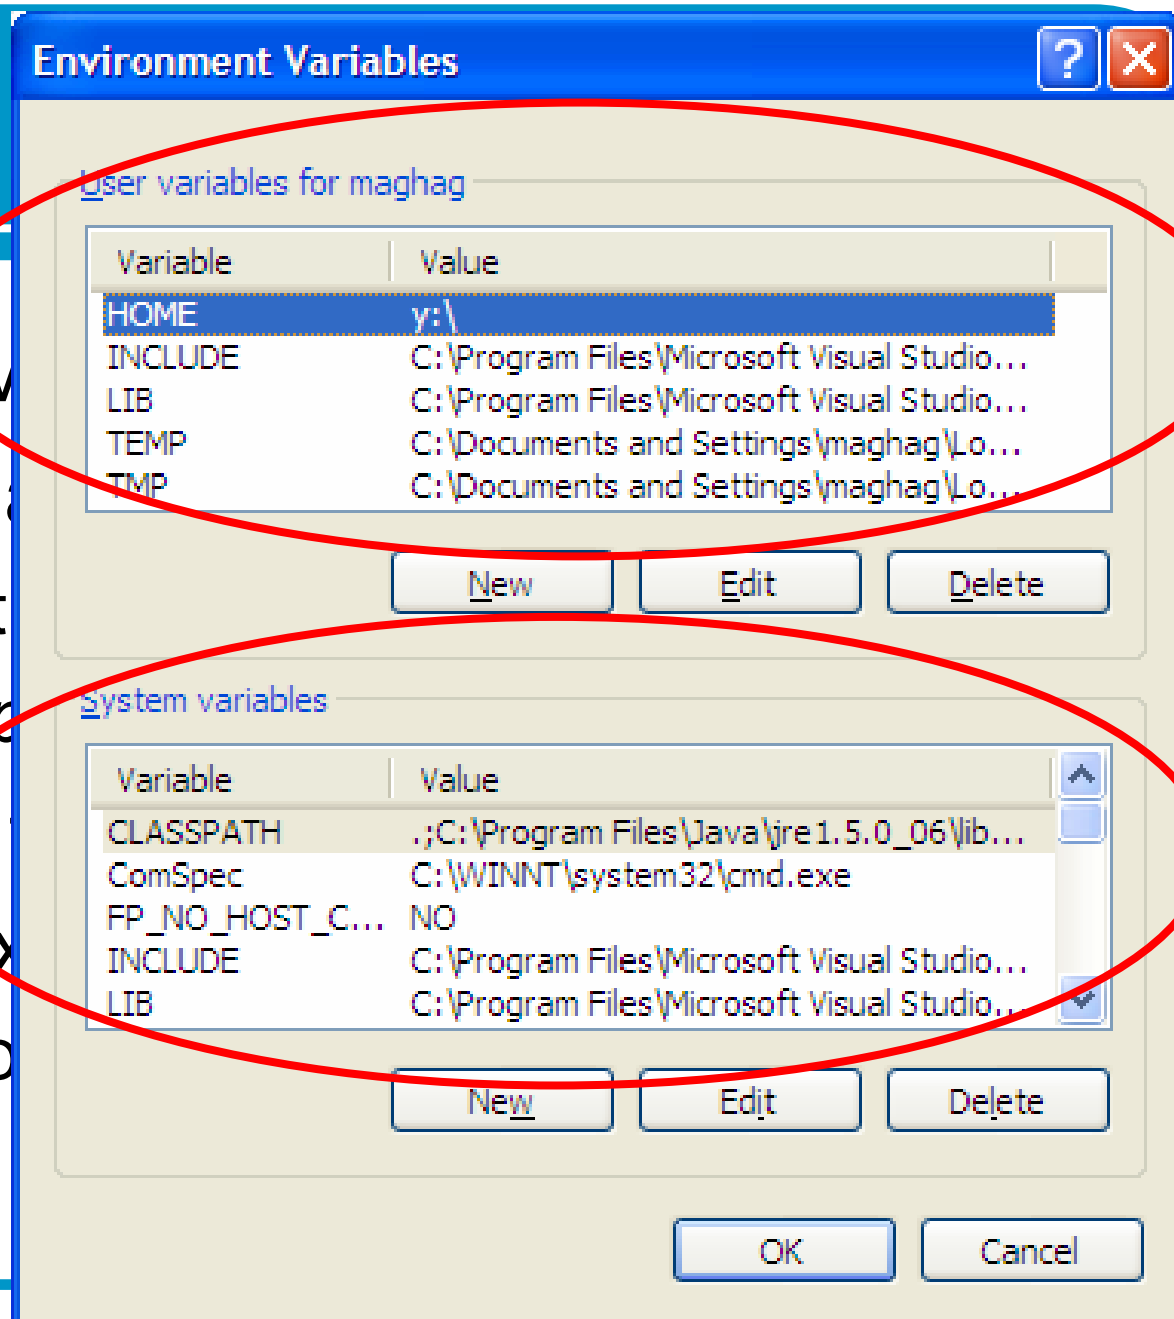 Environment Variables
User variables for maghag
Variable Value
HOME y:\
INCLUDE C:\Program Files\Microsoft Visual Studio...
LIB C:\Program Files\Microsoft Visual Studio...
TEMP C:\Documents and Settings\maghag\Lo...
TMP C:\Documents and Settings\maghag\Lo...
New Edit Delete
System variables
Variable Value
CLASSPATH .;C:\Program Files\Java\jre1.5.0_06\lib...
ComSpec C:\WINNT\system32\cmd.exe
FP_NO_HOST_C... NO
INCLUDE C:\Program Files\Microsoft Visual Studio...
LIB C:\Program Files\Microsoft Visual Studio...
New Edit Delete
OK Cancel